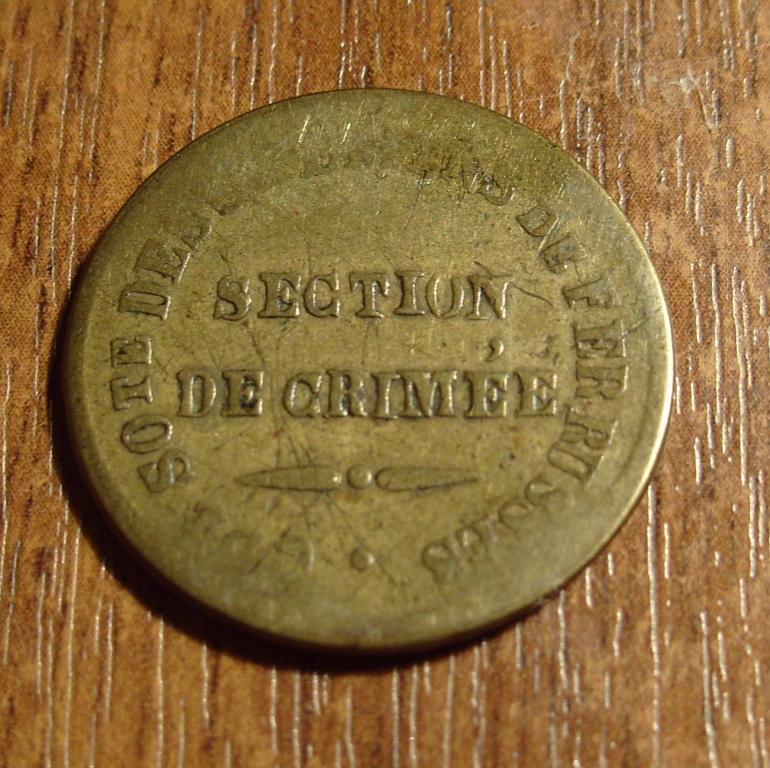 SOTE DES DE FER RUSSES
SECTION
DE CRIMÉE